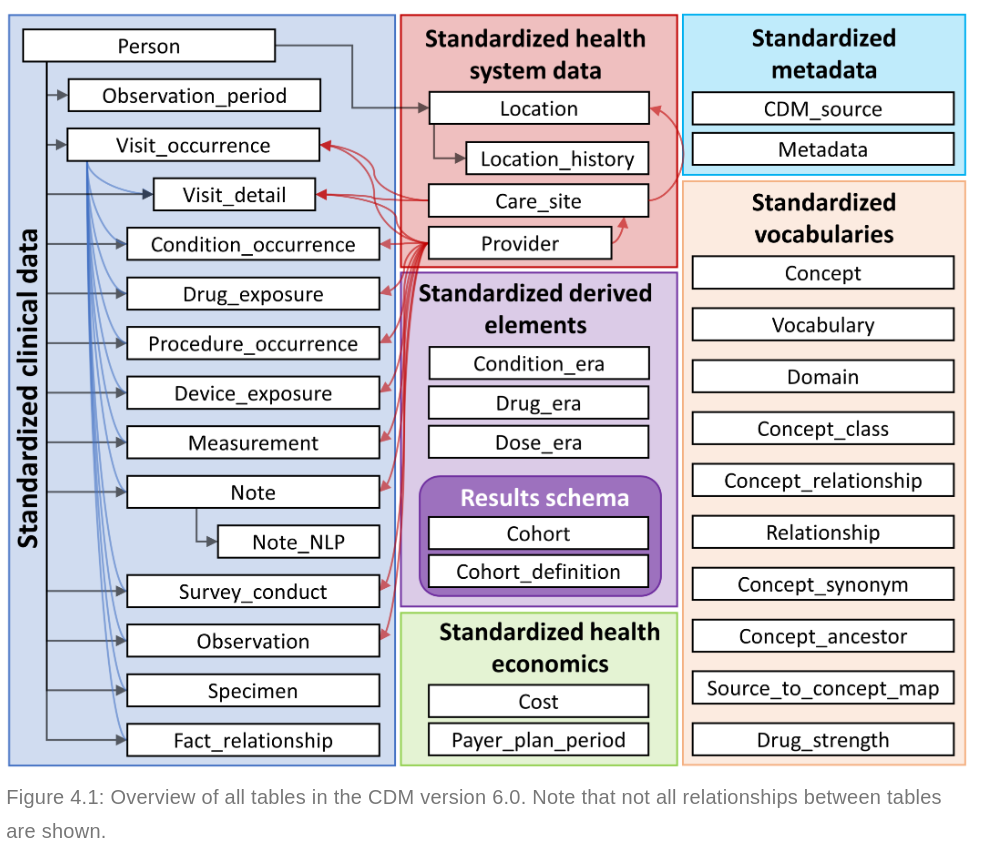 Standardized clinical data
Person
Observation_period
Visit_occurrence
Visit_detail
Condition_occurrence
Drug_exposure
Procedure_occurrence
Device_exposure
Measurement
Note
Note_NLP
Survey_conduct
Observation
Specimen
Fact_relationship
Standardized health
system data
Location
Location_history
Care_site
Provider
Standardized derived
elements
Condition_era
Drug_era
Dose_era
Results schema
Cohort
Cohort_definition
Standardized health
economics
Cost
Payer_plan_period
Standardized
metadata
CDM_source
Metadata
Standardized
vocabularies
Concept
Vocabulary
Domain
Concept_class
Concept_relationship
Relationship
Concept_synonym
Concept_ancestor
Source_to_concept_map
Drug_strength
Figure 4.1: Overview of all tables in the CDM version 6.0. Note that not all relationships between tables
are shown.